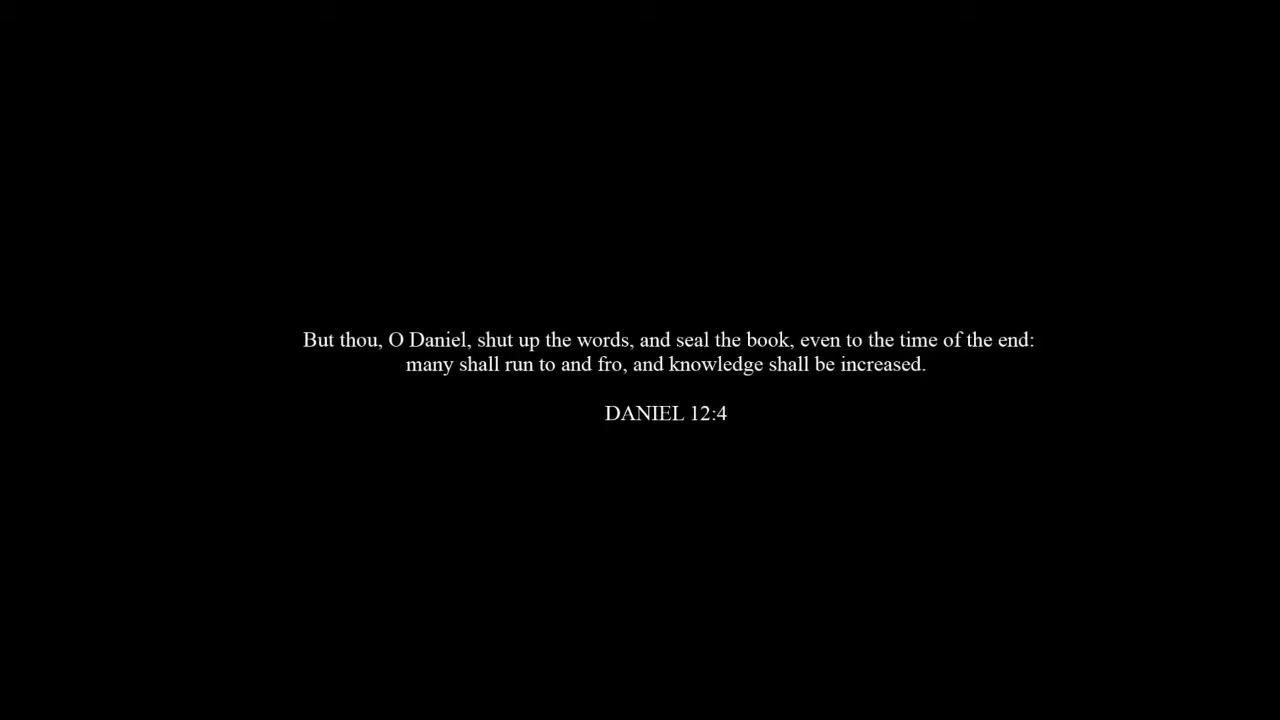 But thou, O Daniel, shut up the words, and seal the book, even to the time of the end:
many shall run to and fro, and knowledge shall be increased.
DANIEL 12:4